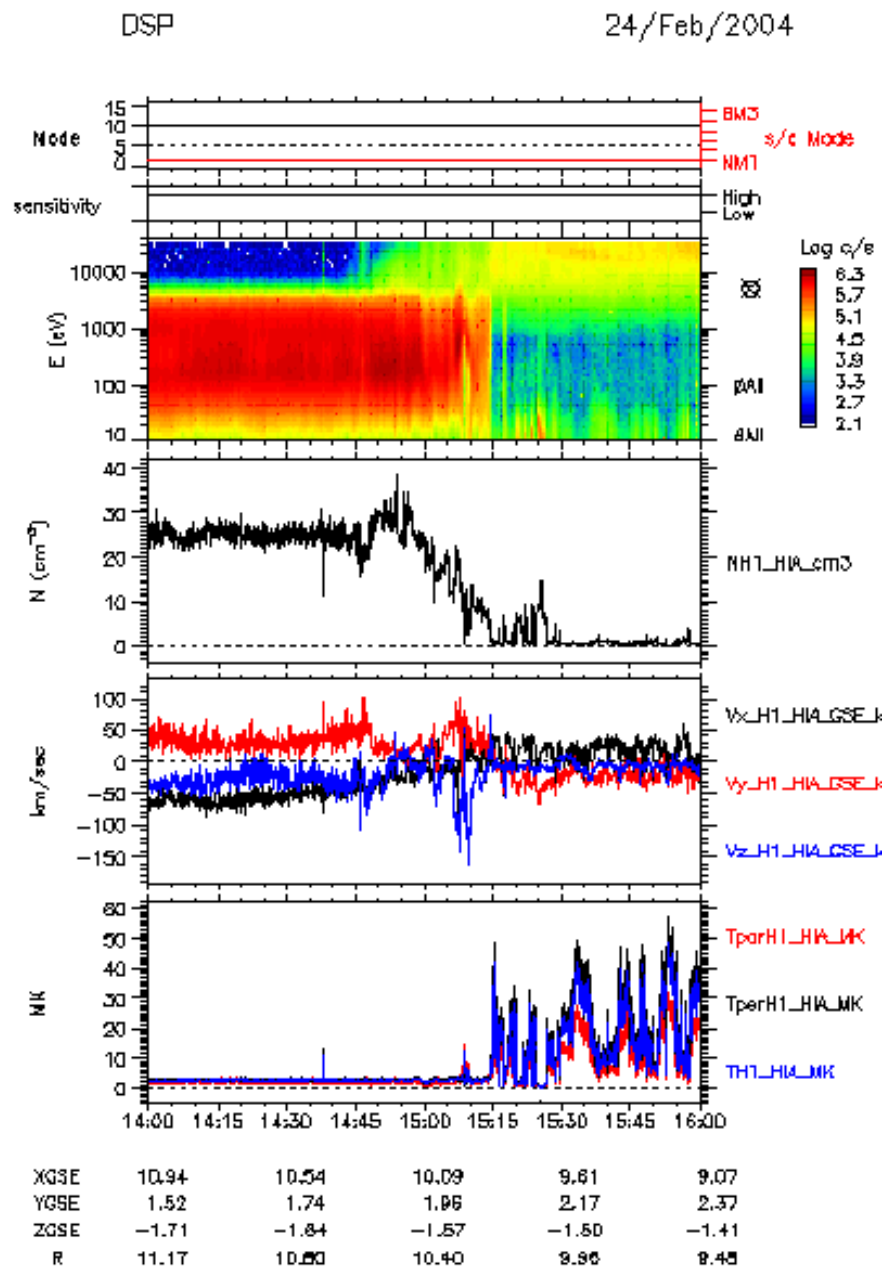 DSP 24/Feb/2004
Mode
15
10
5
0
BM3
NM1
s/c Mode
sensitivity
High
Low
E (eV)
10000
1000
100
10
Log c/s
6.3
5.7
5.1
4.5
3.9
3.3
2.7
2.1
N (cm⁻³)
40
30
20
10
0
NH1_HIA_cm3
km/sec
100
50
0
−50
−100
−150
Vx_H1_HIA_GSE_k
Vy_H1_HIA_GSE_k
Vz_H1_HIA_GSE_k
MK
60
50
40
30
20
10
0
TparH1_HIA_MK
TperH1_HIA_MK
TH1_HIA_MK
14:00 14:15 14:30 14:45 15:00 15:15 15:30 15:45 16:00
XGSE 10.94 10.54 10.09 9.61 9.07
YGSE 1.52 1.74 1.96 2.17 2.37
ZGSE −1.71 −1.64 −1.57 −1.50 −1.41
R 11.17 10.40 9.96 9.48